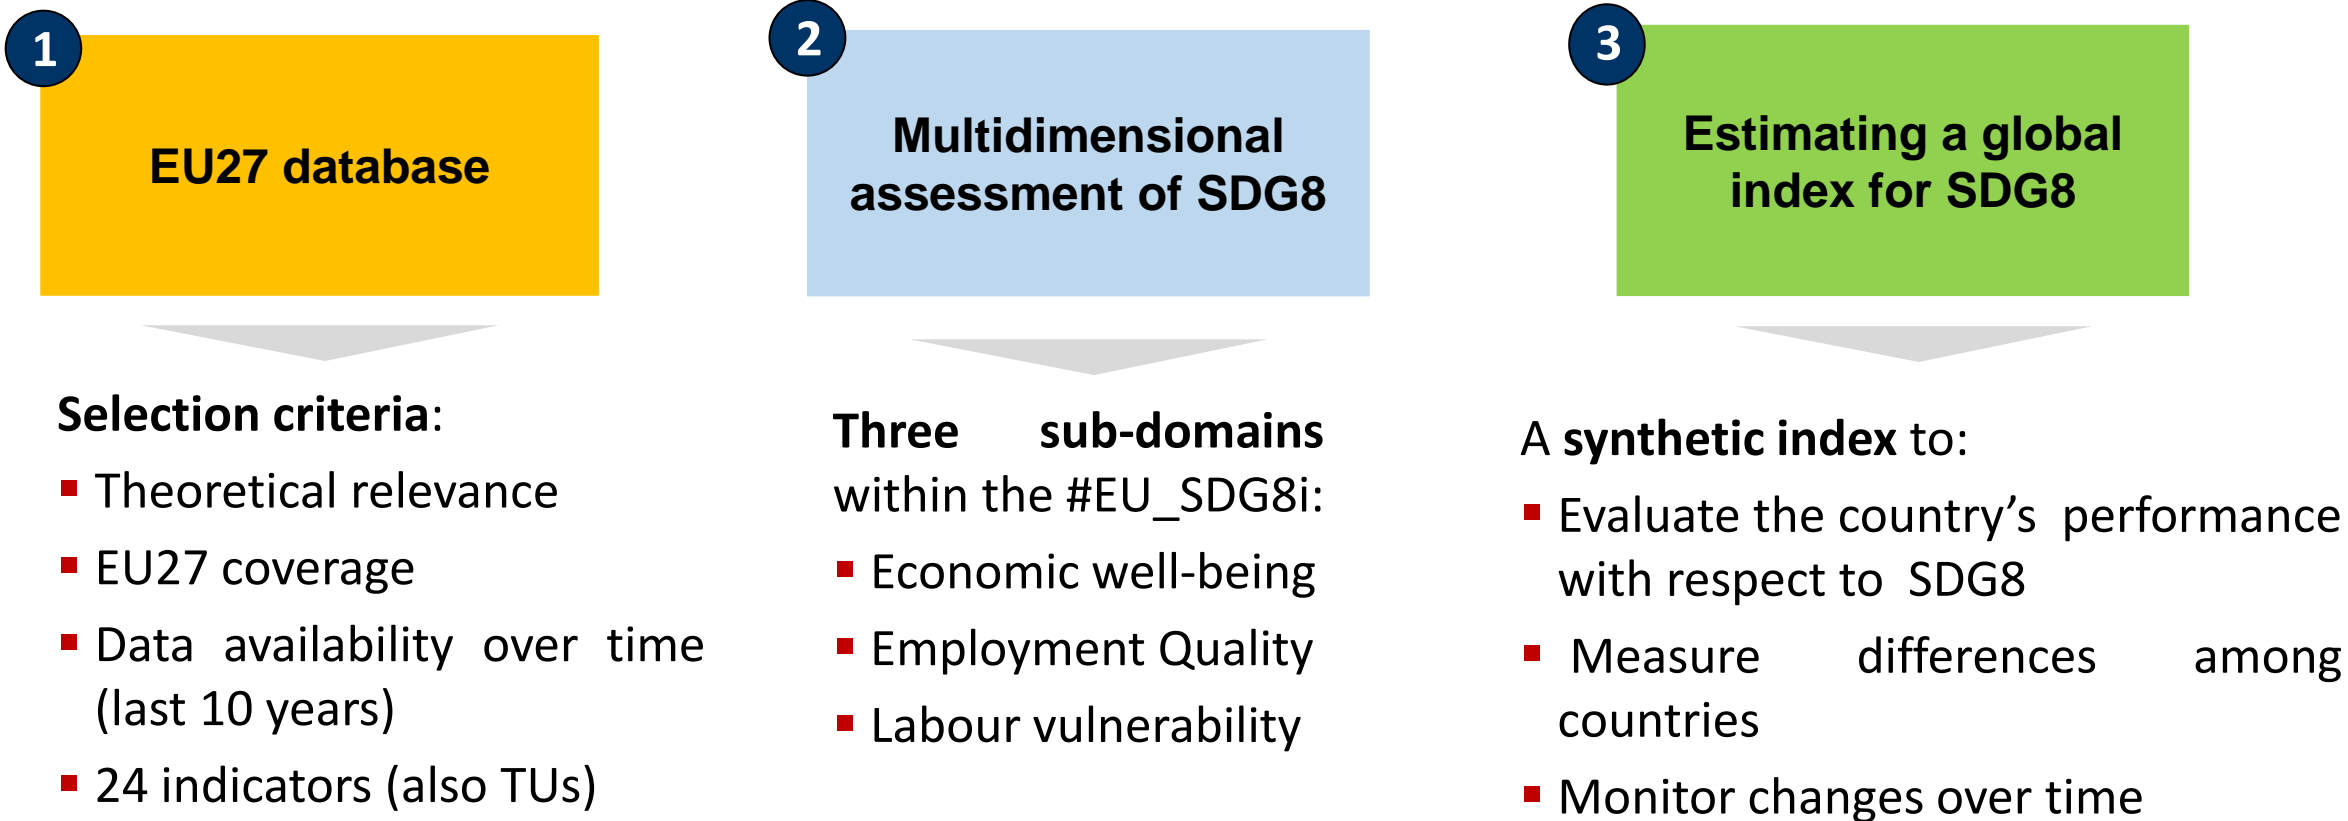 1
EU27 database
Selection criteria:
▪ Theoretical relevance
▪ EU27 coverage
▪ Data availability over time
(last 10 years)
▪ 24 indicators (also TUs)
2
Multidimensional
assessment of SDG8
Three sub-domains
within the #EU_SDG8i:
▪ Economic well-being
▪ Employment Quality
▪ Labour vulnerability
3
Estimating a global
index for SDG8
A synthetic index to:
▪ Evaluate the country’s performance
with respect to SDG8
▪ Measure differences among
countries
▪ Monitor changes over time